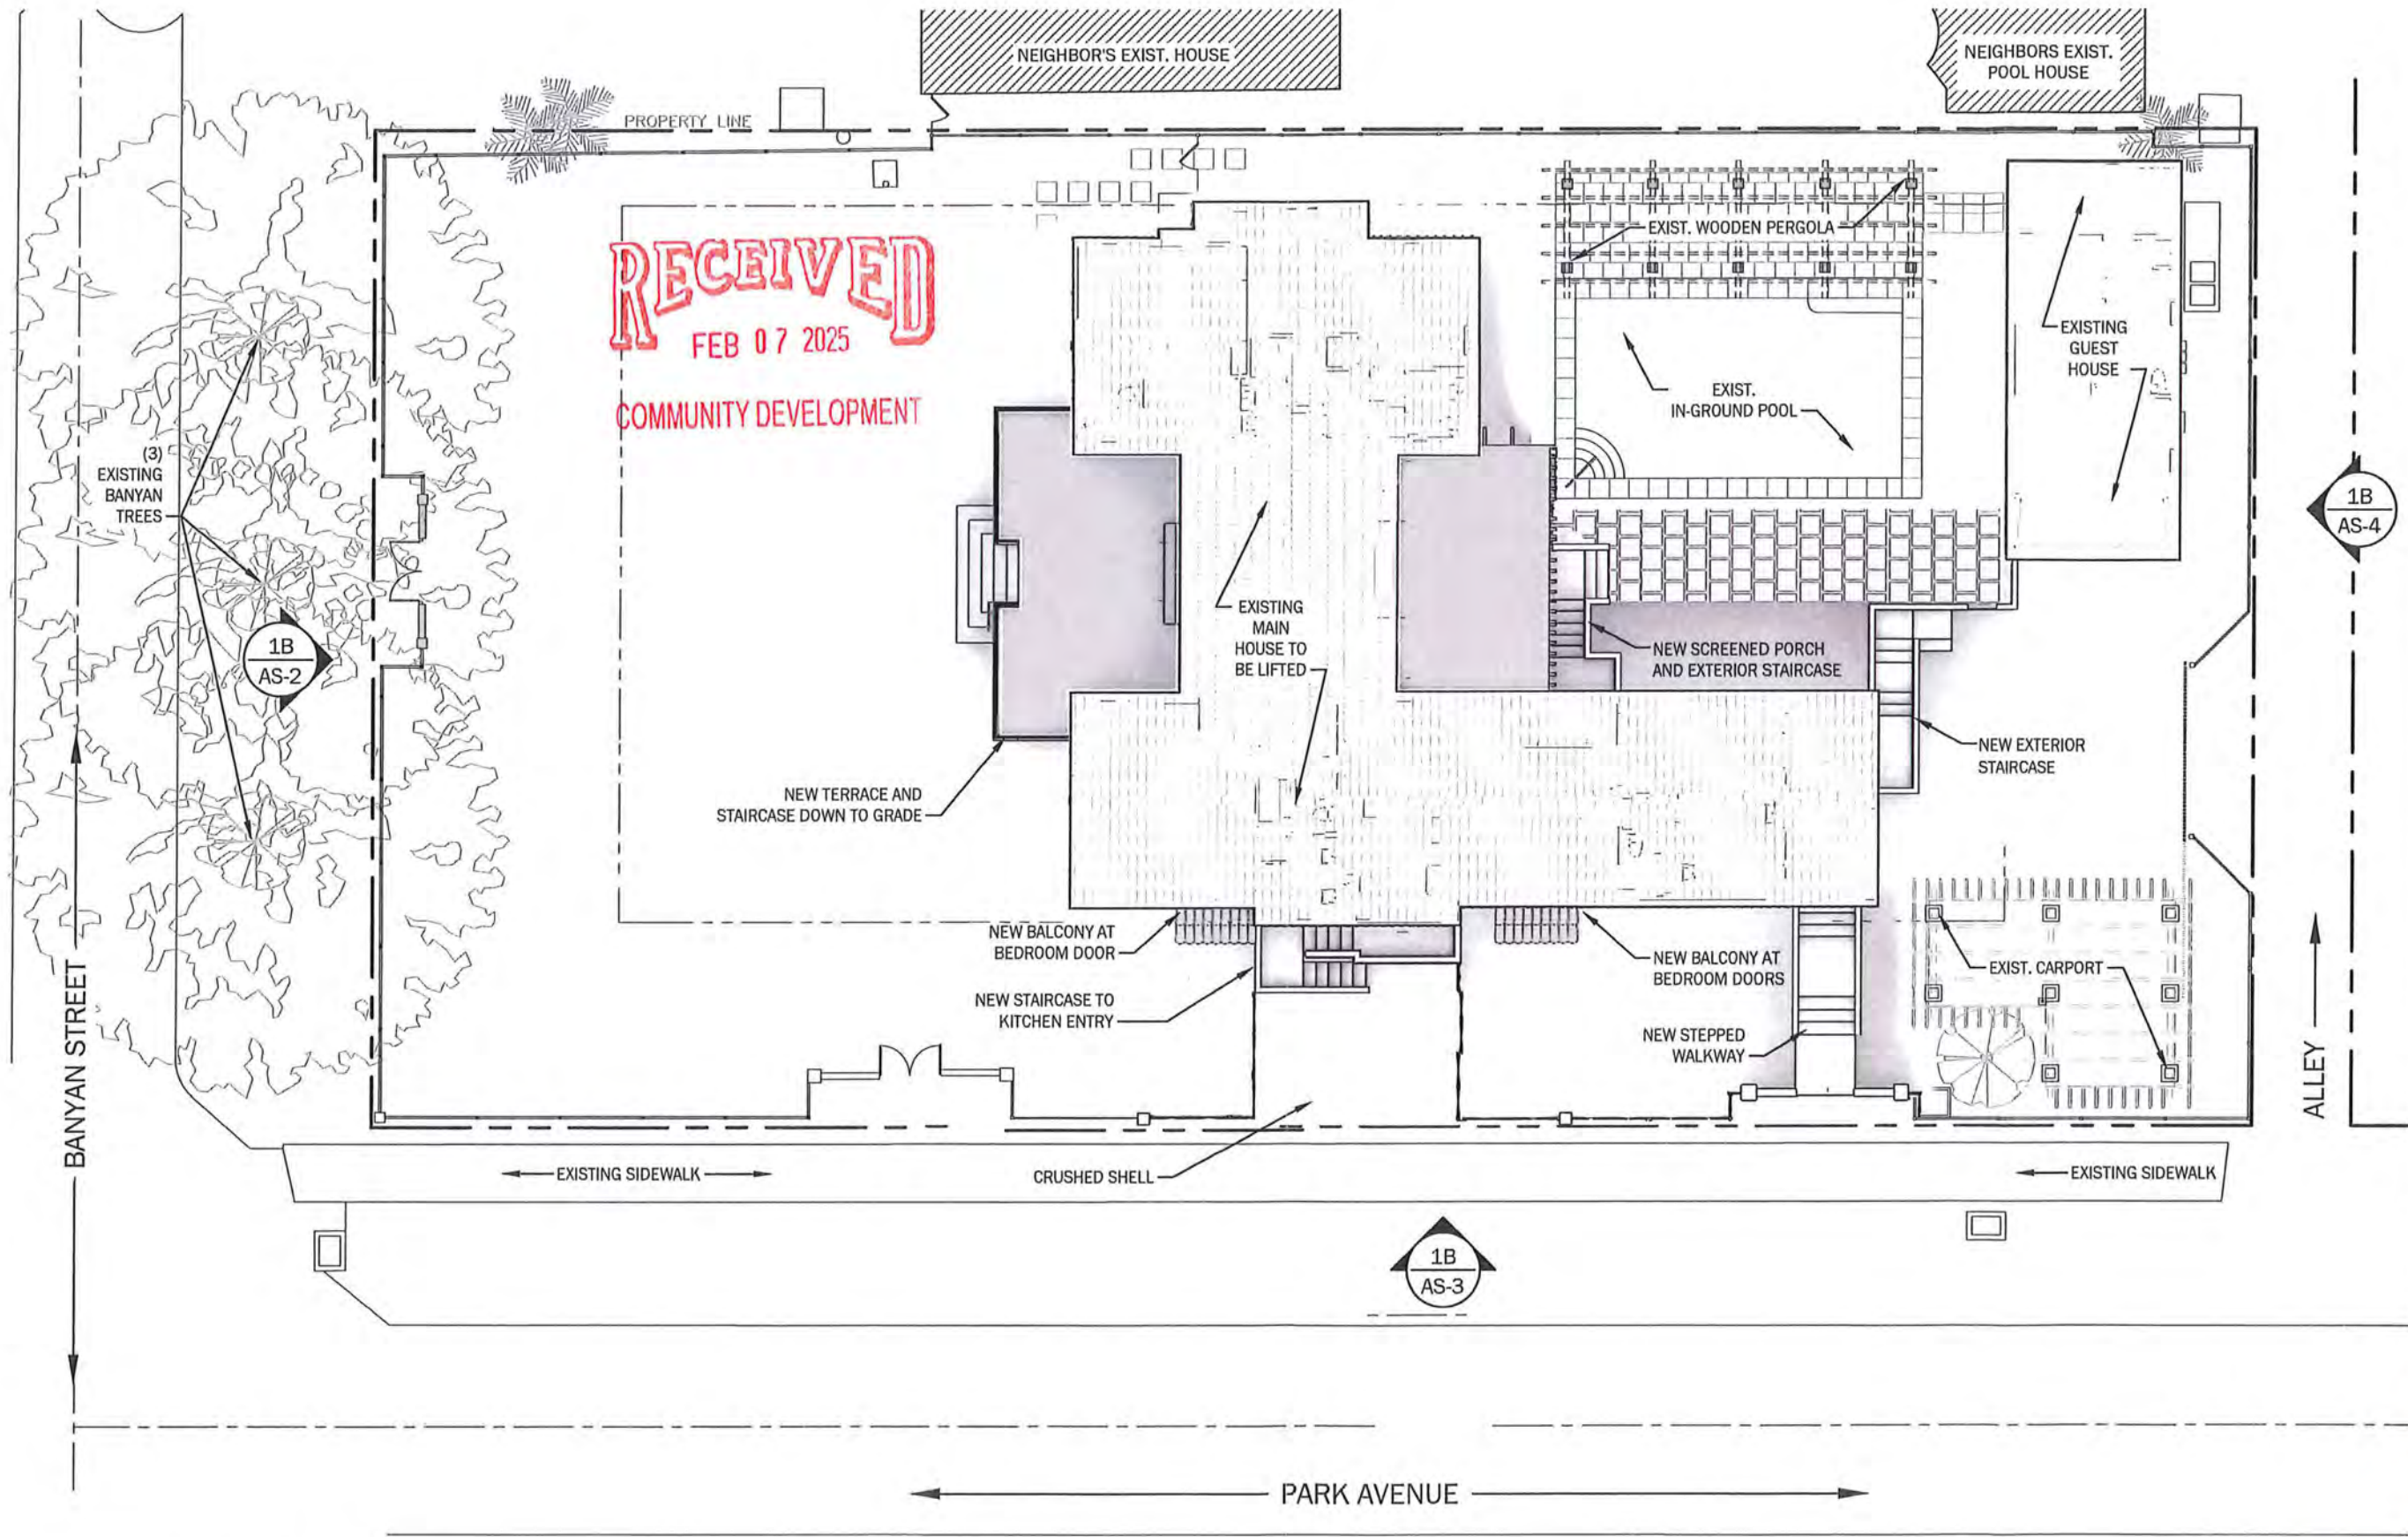 NEIGHBOR'S EXIST. HOUSE
NEIGHBORS EXIST.
POOL HOUSE
PROPERTY LINE
RECEIVED
FEB 07 2025
COMMUNITY DEVELOPMENT
EXIST. WOODEN PERGOLA
EXISTING
GUEST
HOUSE
EXIST.
IN-GROUND POOL
(3)
EXISTING
BANYAN
TREES
1B
AS-4
1B
AS-2
EXISTING
MAIN
HOUSE TO
BE LIFTED
NEW SCREENED PORCH
AND EXTERIOR STAIRCASE
NEW EXTERIOR
STAIRCASE
NEW TERRACE AND
STAIRCASE DOWN TO GRADE
NEW BALCONY AT
BEDROOM DOOR
NEW BALCONY AT
BEDROOM DOORS
EXIST. CARPORT
NEW STAIRCASE TO
KITCHEN ENTRY
NEW STEPPED
WALKWAY
BANYAN STREET
ALLEY
EXISTING SIDEWALK
CRUSHED SHELL
EXISTING SIDEWALK
1B
AS-3
PARK AVENUE